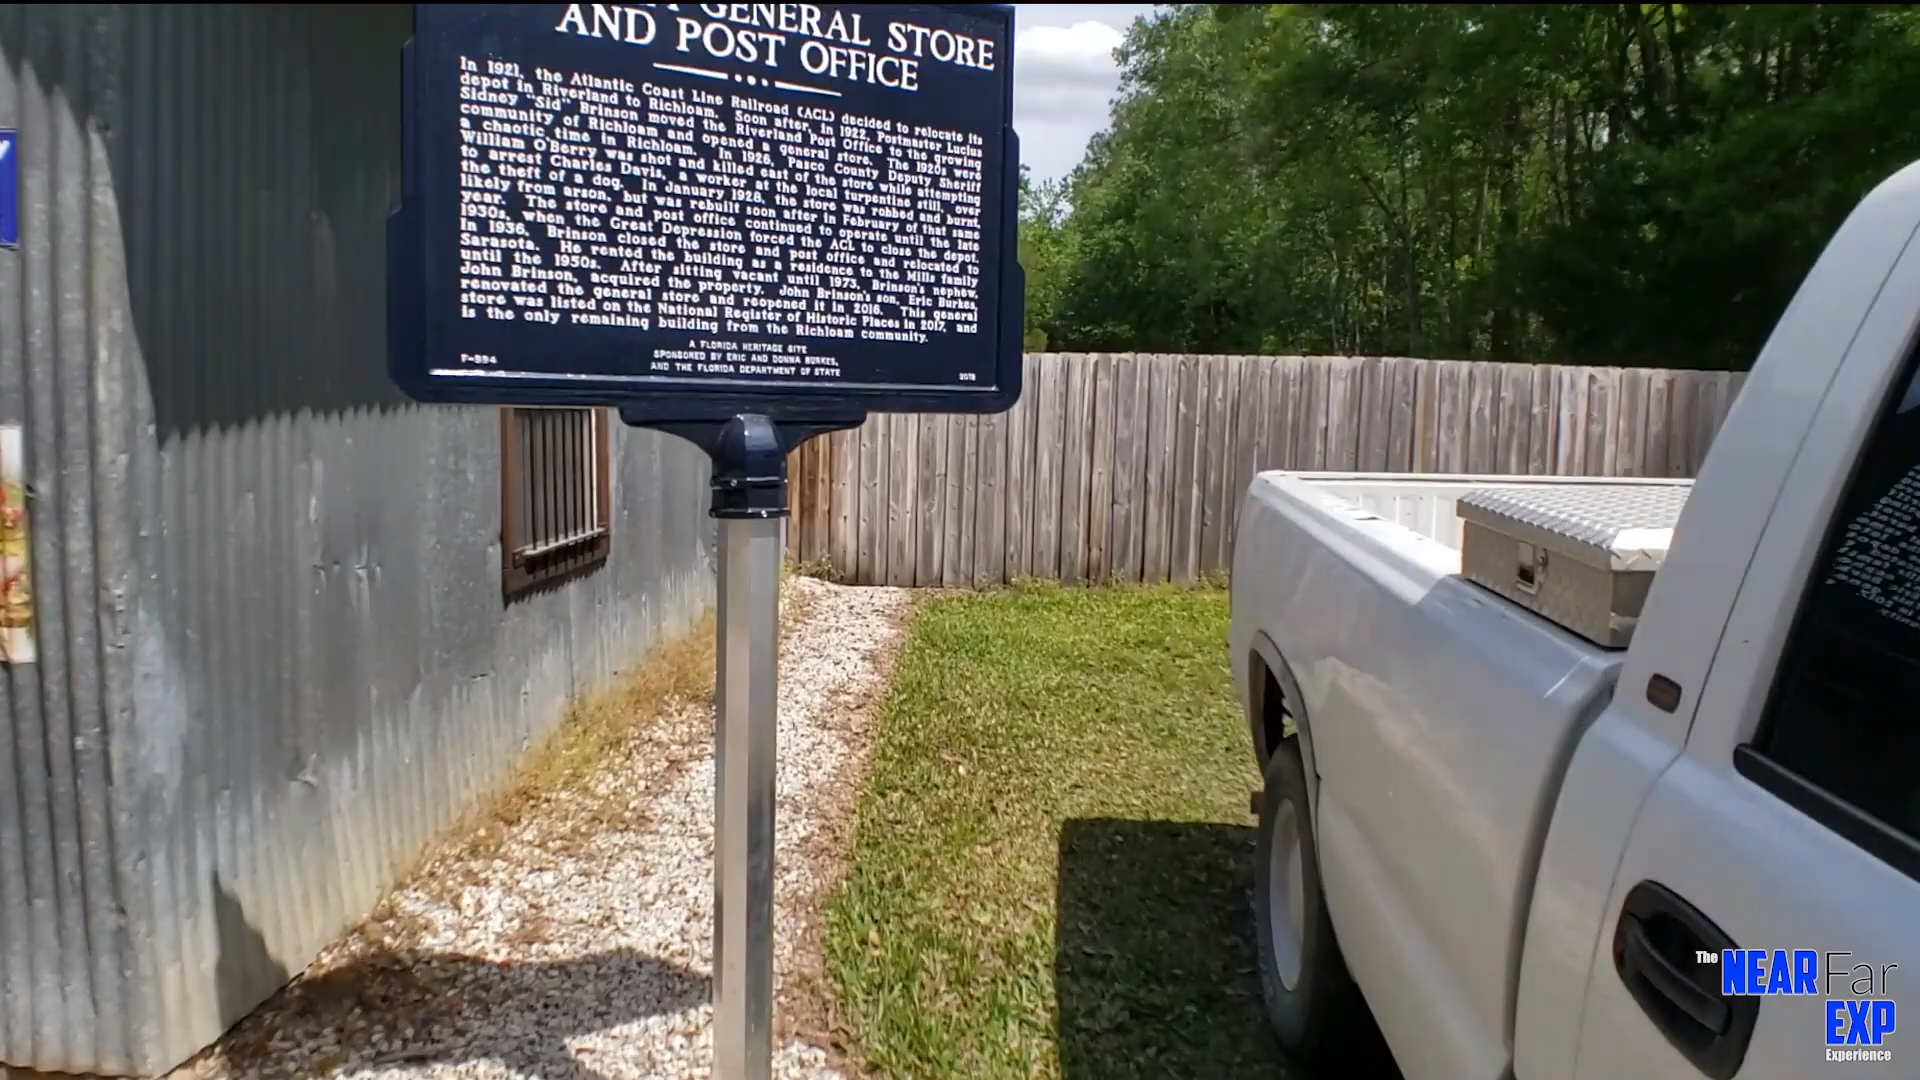 GENERAL STORE
AND POST OFFICE
In 1921, the Atlantic Coast Line Railroad (ACL) decided to relocate its
depot in Riverland to Richloam. Soon after, in 1922, Postmaster Lucius
Sidney "Sid" Brinson moved the Riverland Post Office to the growing
community of Richloam and opened a general store. The 1920s were
a chaotic time in Richloam. In 1926, Pasco County Deputy Sheriff
William O'Berry was shot and killed east of the store while attempting
to arrest Charles Davis, a worker at the local turpentine still, over
the theft of a dog. In January 1928, the store was robbed and burnt,
likely from arson, but was rebuilt soon after in February of that same
year. The store and post office continued to operate until the late
1930s, when the Great Depression forced the ACL to close the depot.
In 1936, Brinson closed the store and post office and relocated to
Sarasota. He rented the building as a residence to the Mills family
until the 1950s. After sitting vacant until 1973, Brinson's nephew,
John Brinson, acquired the property. John Brinson's son, Eric Burkes,
renovated the general store and reopened it in 2016. This general
store was listed on the National Register of Historic Places in 2017, and
is the only remaining building from the Richloam community.
A FLORIDA HERITAGE SITE
SPONSORED BY ERIC AND DONNA BURKES,
AND THE FLORIDA DEPARTMENT OF STATE
F-994
The NEAR Far
EXP
Experience